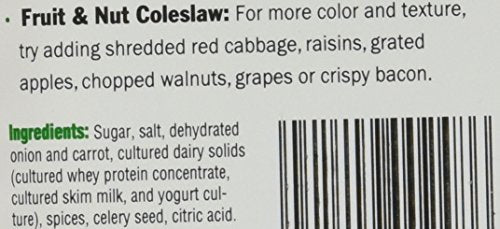 • Fruit & Nut Coleslaw: For more color and texture,
try adding shredded red cabbage, raisins, grated
apples, chopped walnuts, grapes or crispy bacon.
Ingredients: Sugar, salt, dehydrated
onion and carrot, cultured dairy solids
(cultured whey protein concentrate,
cultured skim milk, and yogurt cul-
ture), spices, celery seed, citric acid.